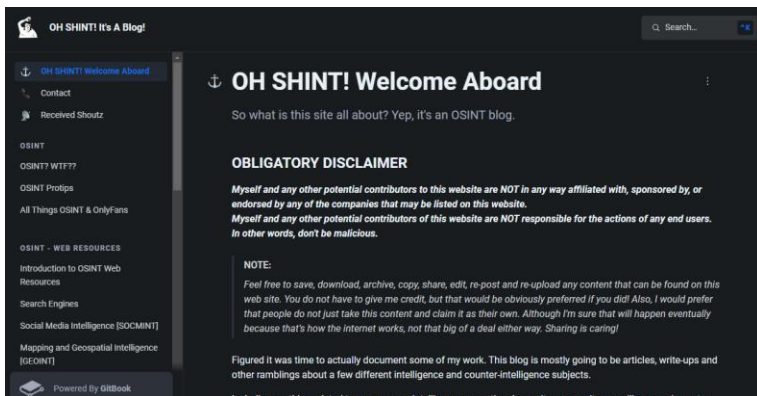 OH SHINT! It's A Blog!
Search...
^K
OH SHINT! Welcome Aboard
Contact
Received Shoutz
OSINT
OSINT? WTF??
OSINT Protips
All Things OSINT & OnlyFans
OSINT - WEB RESOURCES
Introduction to OSINT Web
Resources
Search Engines
Social Media Intelligence [SOCMINT]
Mapping and Geospatial Intelligence
[GEOINT]
Powered By GitBook
OH SHINT! Welcome Aboard
So what is this site all about? Yep, it's an OSINT blog.
OBLIGATORY DISCLAIMER
Myself and any other potential contributors to this website are NOT in any way affiliated with, sponsored by, or
endorsed by any of the companies that may be listed on this website.
Myself and any other potential contributors of this website are NOT responsible for the actions of any end users.
In other words, don't be malicious.
NOTE:
Feel free to save, download, archive, copy, share, edit, re-post and re-upload any content that can be found on this
web site. You do not have to give me credit, but that would be obviously preferred if you did! Also, I would prefer
that people do not just take this content and claim it as their own. Although I'm sure that will happen eventually
because that's how the internet works, not that big of a deal either way. Sharing is caring!
Figured it was time to actually document some of my work. This blog is mostly going to be articles, write-ups and
other ramblings about a few different intelligence and counter-intelligence subjects.